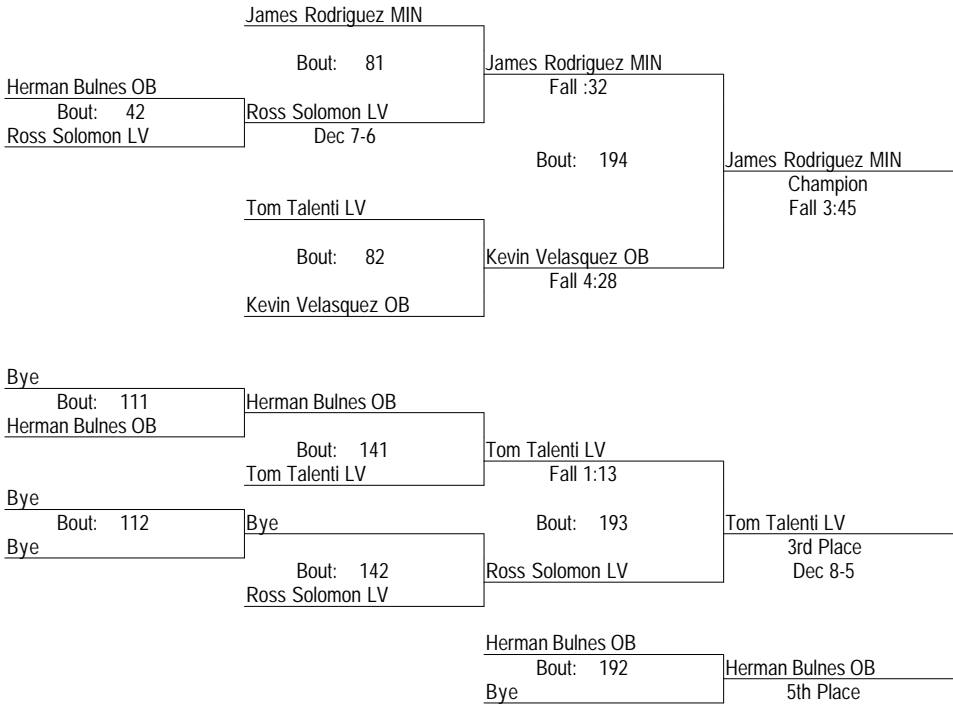 James Rodriguez MIN
Bout: 81
James Rodriguez MIN
Fall :32
Herman Bulnes OB
Bout: 42
Ross Solomon LV
Ross Solomon LV
Dec 7-6
Bout: 194
James Rodriguez MIN
Champion
Fall 3:45
Tom Talenti LV
Bout: 82
Kevin Velasquez OB
Fall 4:28
Kevin Velasquez OB
Bye
Bout: 111
Herman Bulnes OB
Herman Bulnes OB
Bout: 141
Tom Talenti LV
Tom Talenti LV
Fall 1:13
Bye
Bout: 112
Bye
Bye
Bout: 193
Tom Talenti LV
3rd Place
Dec 8-5
Bout: 142
Ross Solomon LV
Ross Solomon LV
Herman Bulnes OB
Bout: 192
Bye
Herman Bulnes OB
5th Place